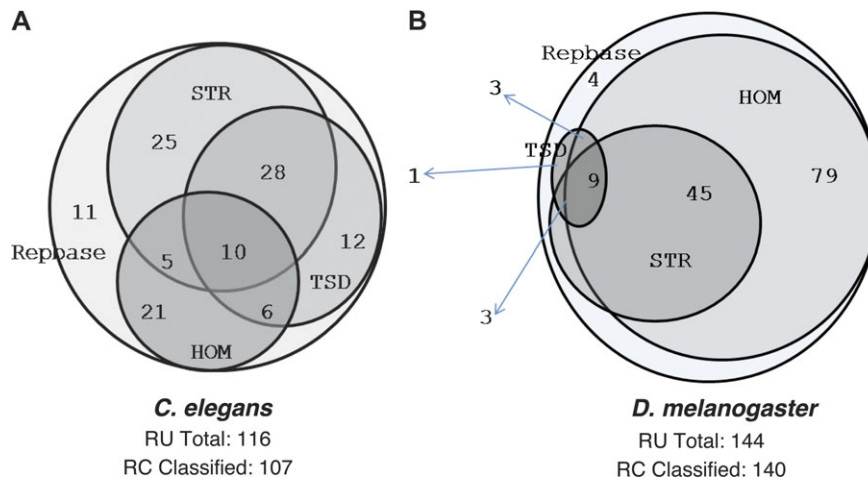 A
STR
25
28
11
Repbase
5
10
12
TSD
21
6
HOM
C. elegans
RU Total: 116
RC Classified: 107
B
Repbase
4
3
HOM
TSD
1
9
45
79
STR
3
D. melanogaster
RU Total: 144
RC Classified: 140